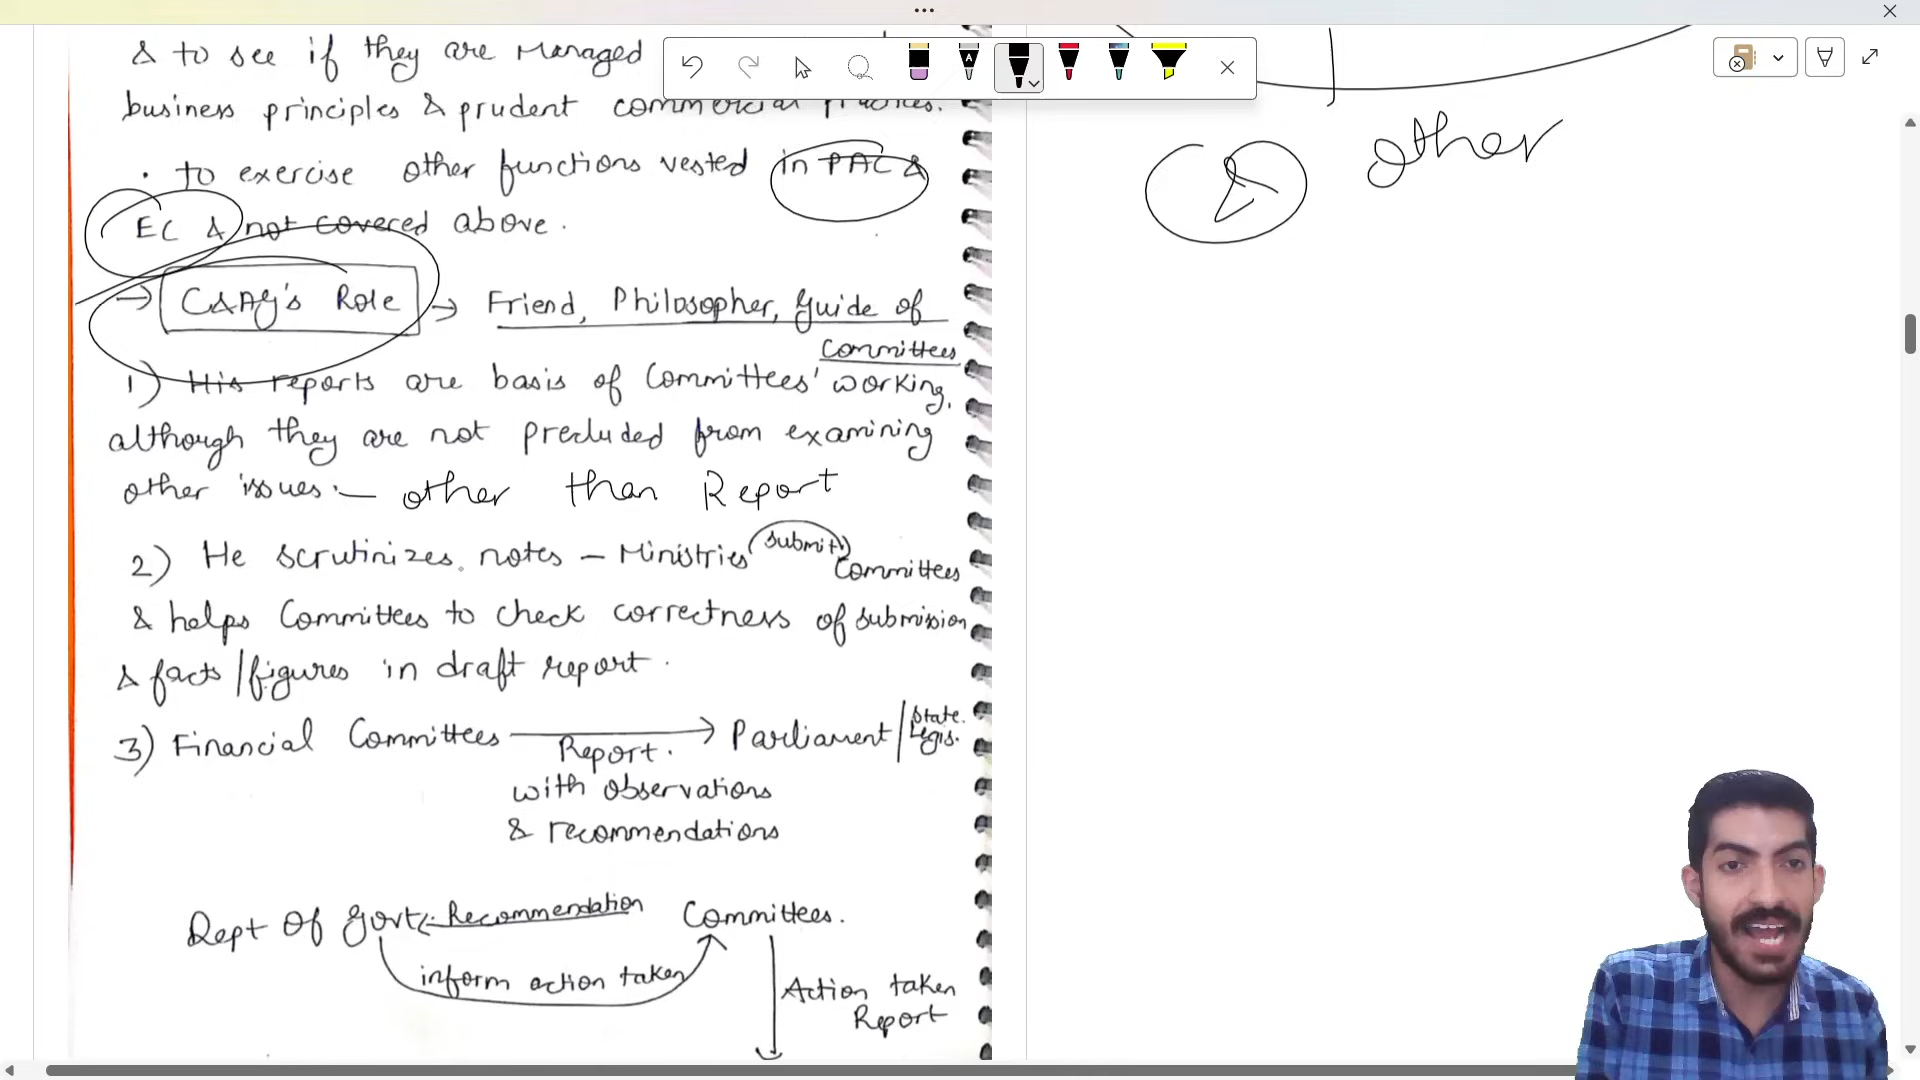 & to see if they are Managed
business principles & prudent commercial practices.
• to exercise other functions vested in PAC &
EC & not covered above.
→ C&AG's Role → Friend, Philosopher, Guide of
Committees
1) His reports are basis of Committees' working,
although they are not precluded from examining
other issues. — other than Report
2) He scrutinizes notes – Ministries (submit)
Committees
& helps Committees to check correctness of submission
& facts/figures in draft report.
3) Financial Committees → Parliament / State. Legis.
Report.
with observations
& recommendations
Dept Of Govt ← Recommendation Committees.
inform action taken
Action taken
Report
& other
A